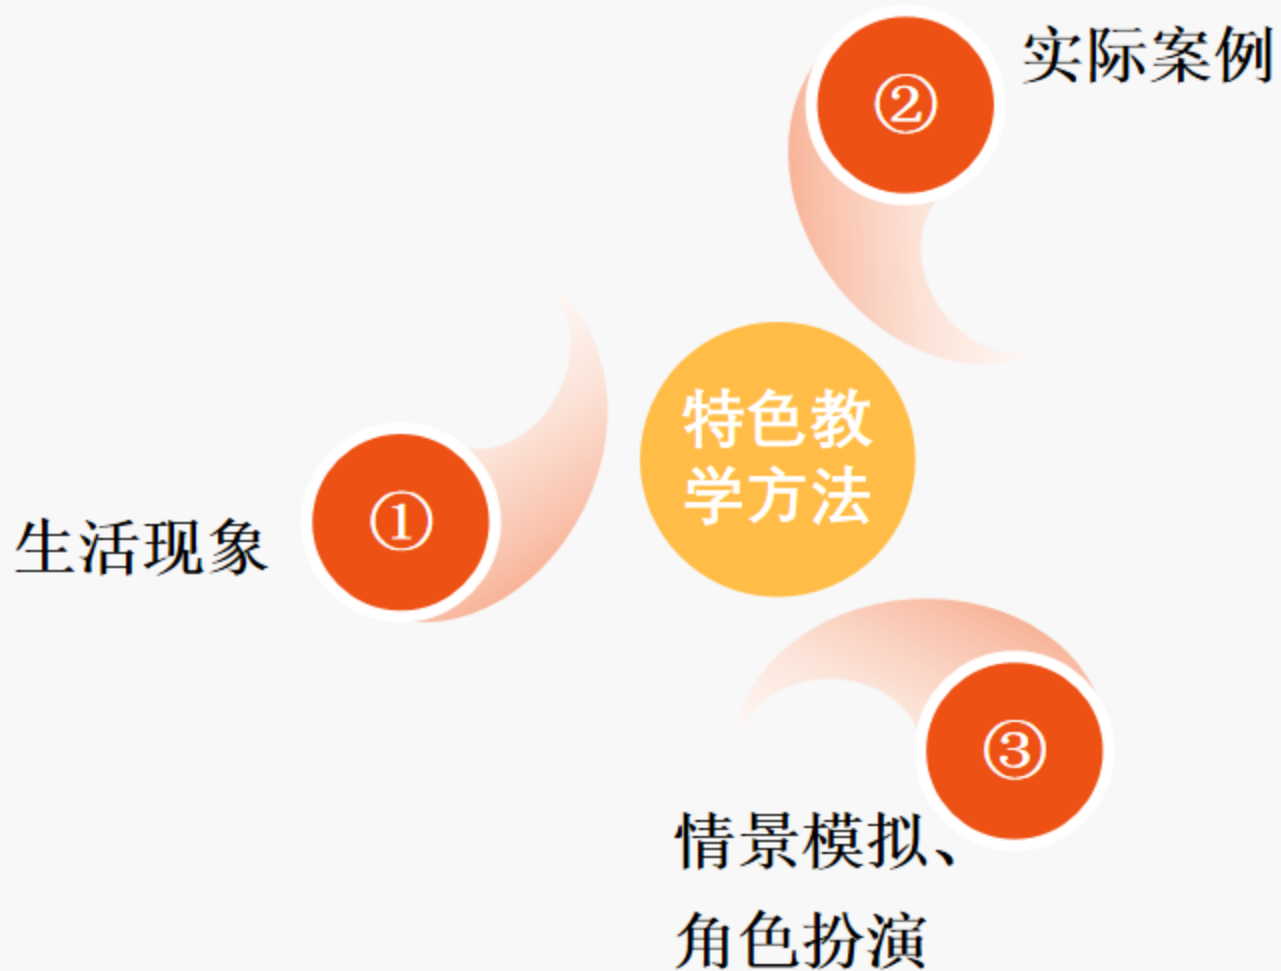 ②
实际案例
特色教
学方法
①
生活现象
③
情景模拟、
角色扮演